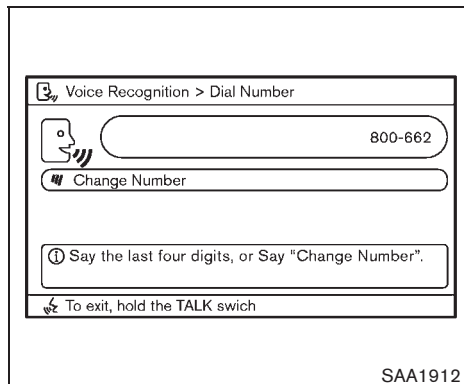 Voice Recognition > Dial Number
800-662
Change Number
Say the last four digits, or Say "Change Number".
To exit, hold the TALK swich
SAA1912